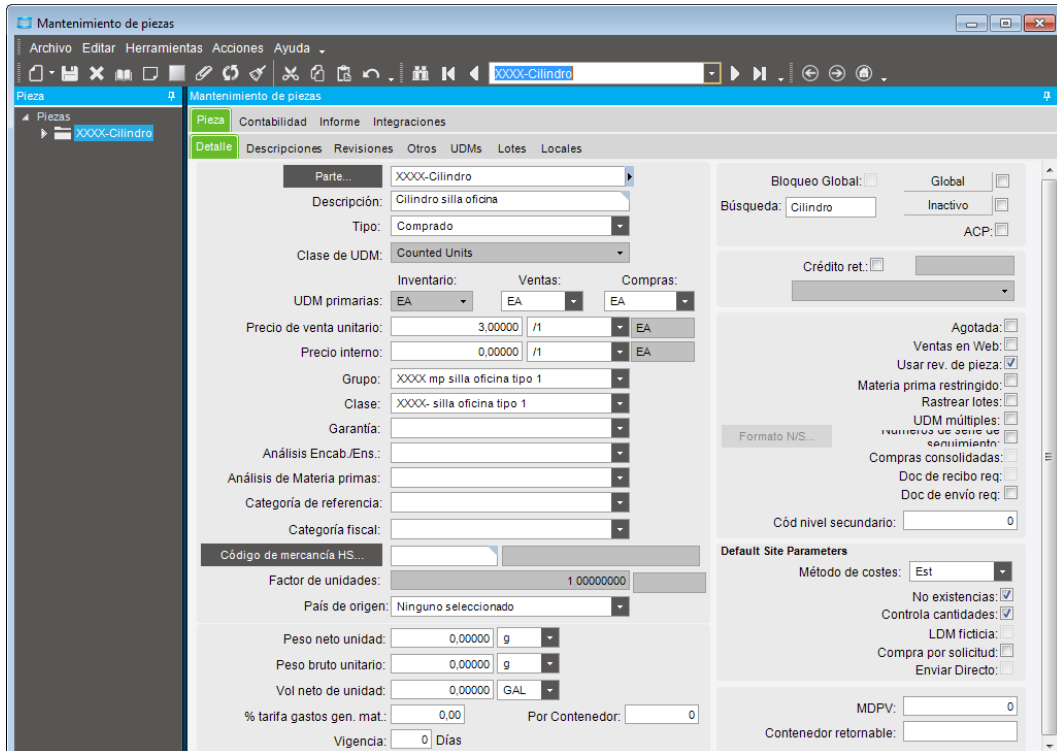 Mantenimiento de piezas
Archivo Editar Herramientas Acciones Ayuda
XXXX-Cilindro
Pieza
Piezas
XXXX-Cilindro
Mantenimiento de piezas
Pieza Contabilidad Informe Integraciones
Detalle Descripciones Revisiones Otros UDMs Lotes Locales
Parte... XXXX-Cilindro
Descripción: Cilindro silla oficina
Tipo: Comprado
Clase de UDM: Counted Units
Inventario: Ventas: Compras:
UDM primarias: EA EA EA
Precio de venta unitario: 3,00000 /1 EA
Precio interno: 0,00000 /1 EA
Grupo: XXXX mp silla oficina tipo 1
Clase: XXXX- silla oficina tipo 1
Garantía:
Análisis Encab./Ens.:
Análisis de Materia primas:
Categoría de referencia:
Categoría fiscal:
Código de mercancía HS...
Factor de unidades: 1.00000000
País de origen: Ninguno seleccionado
Peso neto unidad: 0,00000 g
Peso bruto unitario: 0,00000 g
Vol neto de unidad: 0,00000 GAL
% tarifa gastos gen. mat.: 0,00 Por Contenedor: 0
Vigencia: 0 Días
Bloqueo Global: Global
Búsqueda: Cilindro Inactivo
ACP:
Crédito ret.:
Agotada:
Ventas en Web:
Usar rev. de pieza:
Materia prima restringido:
Rastrear lotes:
UDM múltiples:
Formato N/S... Números de serie de
seguimiento:
Compras consolidadas:
Doc de recibo req:
Doc de envío req:
Cód nivel secundario: 0
Default Site Parameters
Método de costes: Est
No existencias:
Controla cantidades:
LDM ficticia:
Compra por solicitud:
Enviar Directo:
MDPV: 0
Contenedor retornable: